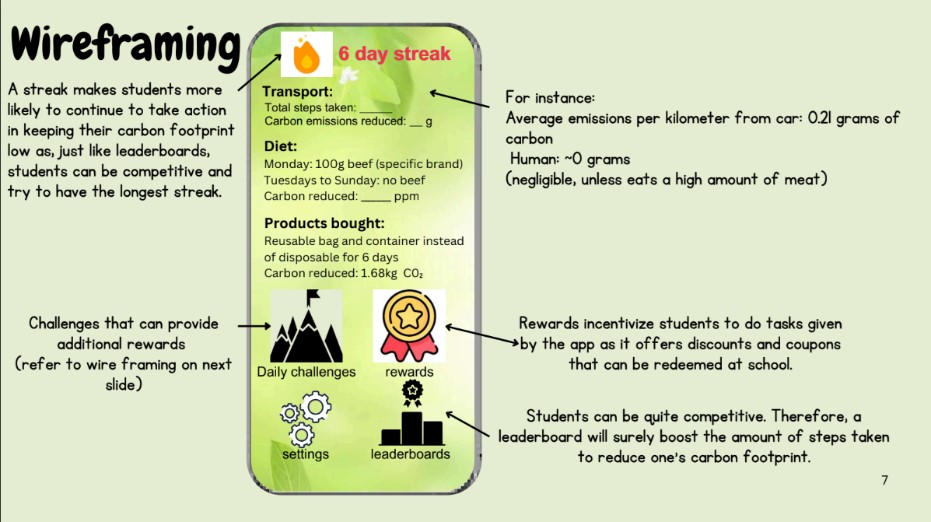 Wireframing
A streak makes students more
likely to continue to take action
in keeping their carbon footprint
low as, just like leaderboards,
students can be competitive and
try to have the longest streak.
6 day streak
Transport:
Total steps taken: _____
Carbon emissions reduced: __ g
Diet:
Monday: 100g beef (specific brand)
Tuesdays to Sunday: no beef
Carbon reduced: _____ ppm
Products bought:
Reusable bag and container instead
of disposable for 6 days
Carbon reduced: 1.68kg CO₂
Daily challenges
rewards
settings
leaderboards
For instance:
Average emissions per kilometer from car: 0.21 grams of
carbon
Human: ~0 grams
(negligible, unless eats a high amount of meat)
Challenges that can provide
additional rewards
(refer to wire framing on next
slide)
Rewards incentivize students to do tasks given
by the app as it offers discounts and coupons
that can be redeemed at school.
Students can be quite competitive. Therefore, a
leaderboard will surely boost the amount of steps taken
to reduce one's carbon footprint.
7